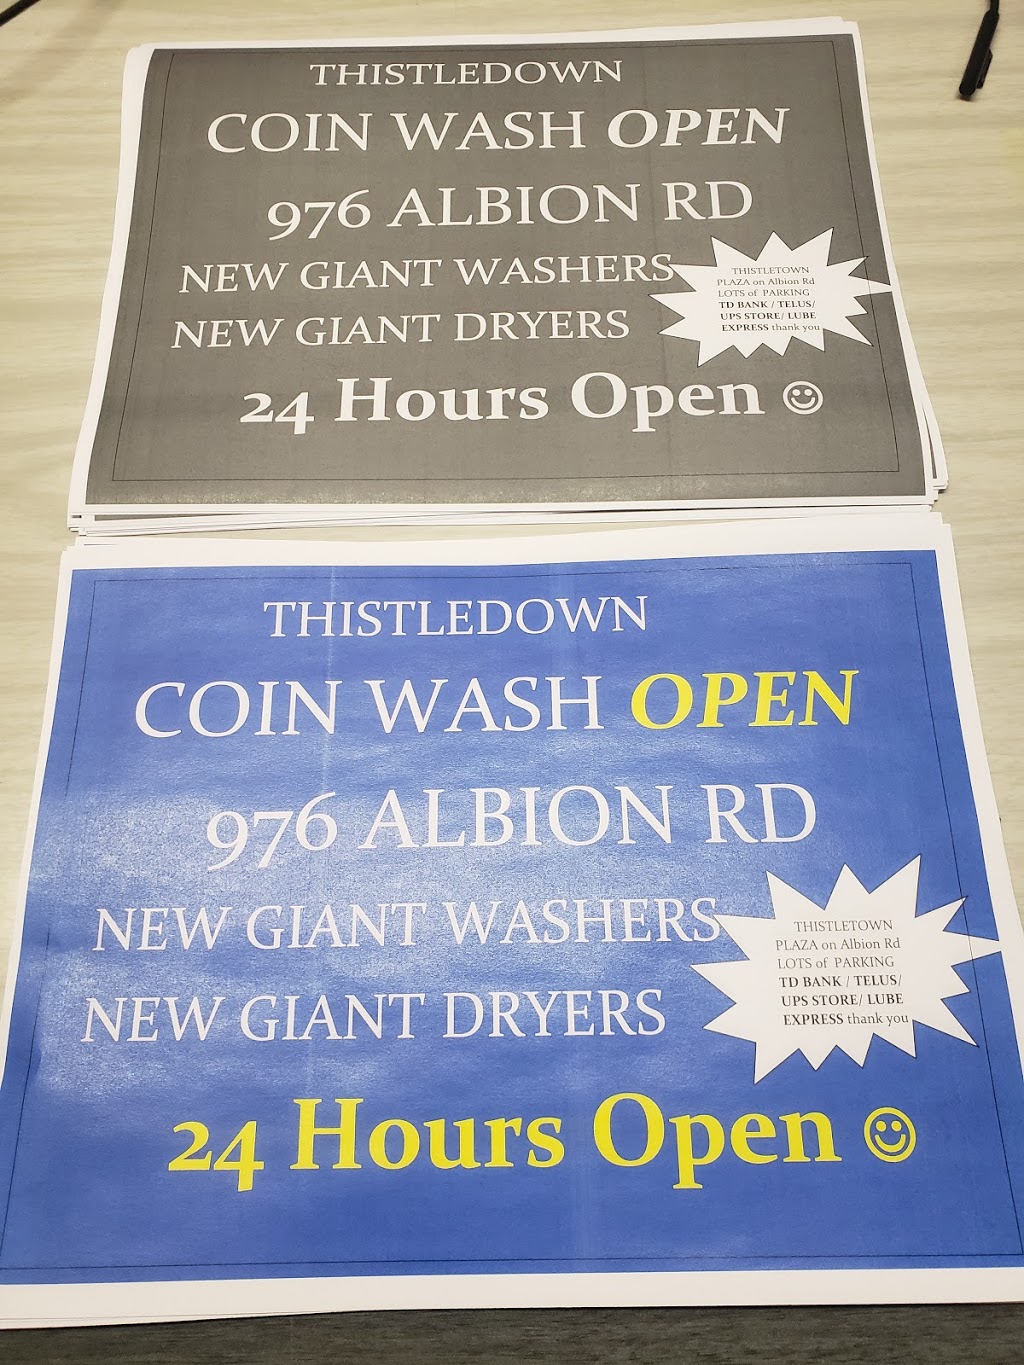 THISTLEDOWN
COIN WASH OPEN
976 ALBION RD
NEW GIANT WASHERS
NEW GIANT DRYERS
24 Hours Open ☺
THISTLETOWN
PLAZA on Albion Rd
LOTS of PARKING
TD BANK / TELUS/
UPS STORE/ LUBE
EXPRESS thank you
THISTLEDOWN
COIN WASH OPEN
976 ALBION RD
NEW GIANT WASHERS
NEW GIANT DRYERS
24 Hours Open ☺
THISTLETOWN
PLAZA on Albion Rd
LOTS of PARKING
TD BANK / TELUS/
UPS STORE/ LUBE
EXPRESS thank you